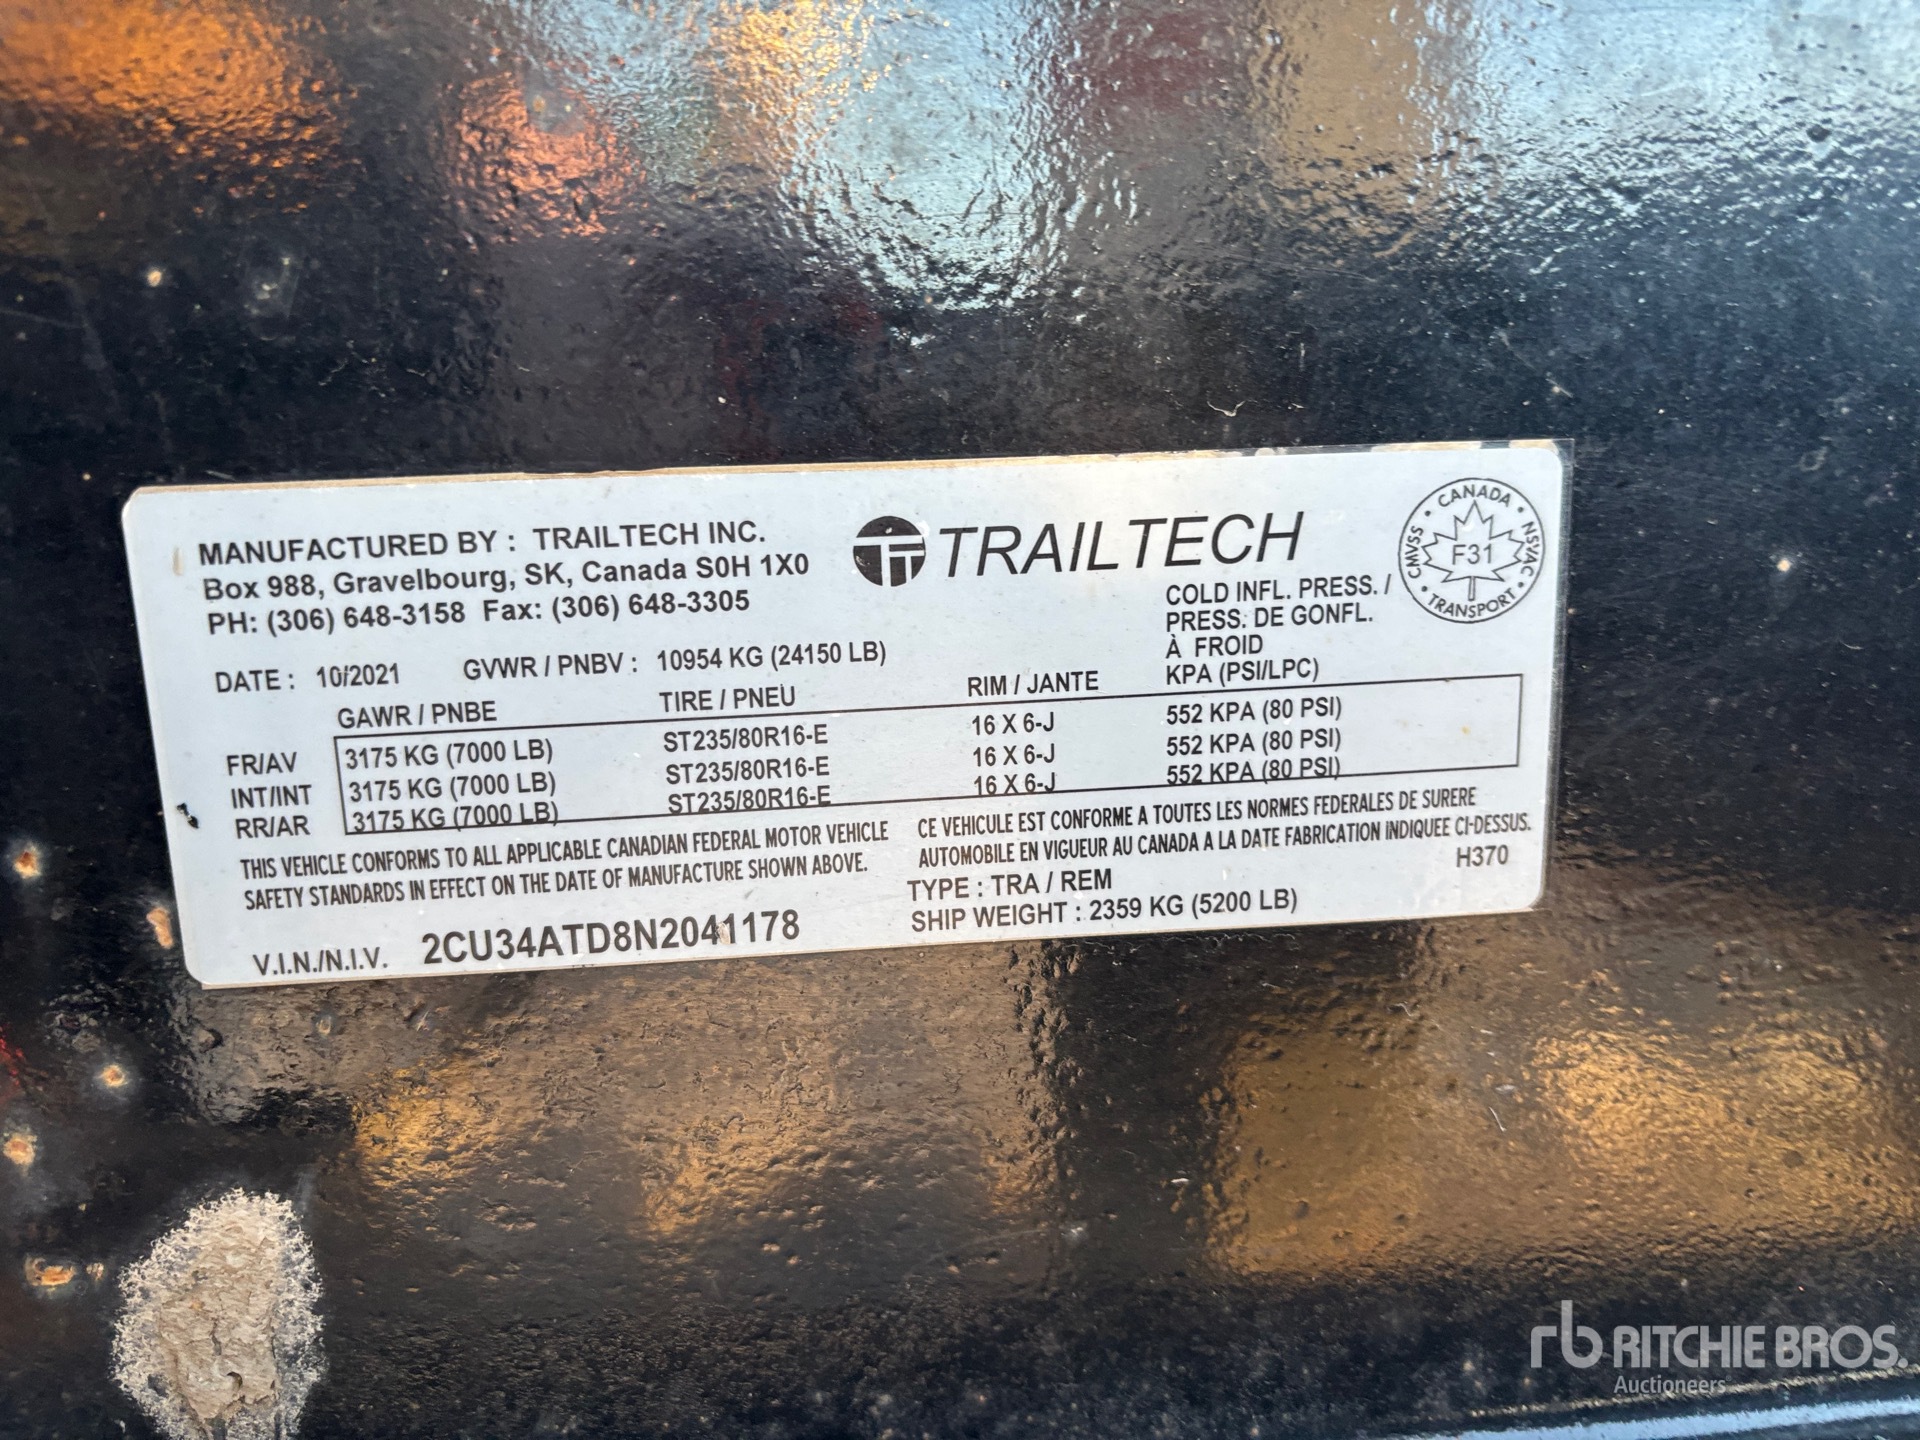 MANUFACTURED BY : TRAILTECH INC.
Box 988, Gravelbourg, SK, Canada S0H 1X0
PH: (306) 648-3158 Fax: (306) 648-3305
TRAILTECH
CANADA
CMVSS
NSVAC
F31
TRANSPORT
COLD INFL. PRESS. /
PRESS. DE GONFL.
À FROID
KPA (PSI/LPC)
DATE : 10/2021 GVWR / PNBV : 10954 KG (24150 LB)
GAWR / PNBE TIRE / PNEU RIM / JANTE
FR/AV 3175 KG (7000 LB) ST235/80R16-E 16 X 6-J 552 KPA (80 PSI)
INT/INT 3175 KG (7000 LB) ST235/80R16-E 16 X 6-J 552 KPA (80 PSI)
RR/AR 3175 KG (7000 LB) ST235/80R16-E 16 X 6-J 552 KPA (80 PSI)
THIS VEHICLE CONFORMS TO ALL APPLICABLE CANADIAN FEDERAL MOTOR VEHICLE
SAFETY STANDARDS IN EFFECT ON THE DATE OF MANUFACTURE SHOWN ABOVE.
CE VEHICULE EST CONFORME A TOUTES LES NORMES FEDERALES DE SURERE
AUTOMOBILE EN VIGUEUR AU CANADA A LA DATE FABRICATION INDIQUEE CI-DESSUS.
H370
TYPE : TRA / REM
SHIP WEIGHT : 2359 KG (5200 LB)
V.I.N./N.I.V. 2CU34ATD8N2041178
rb RITCHIE BROS.
Auctioneers